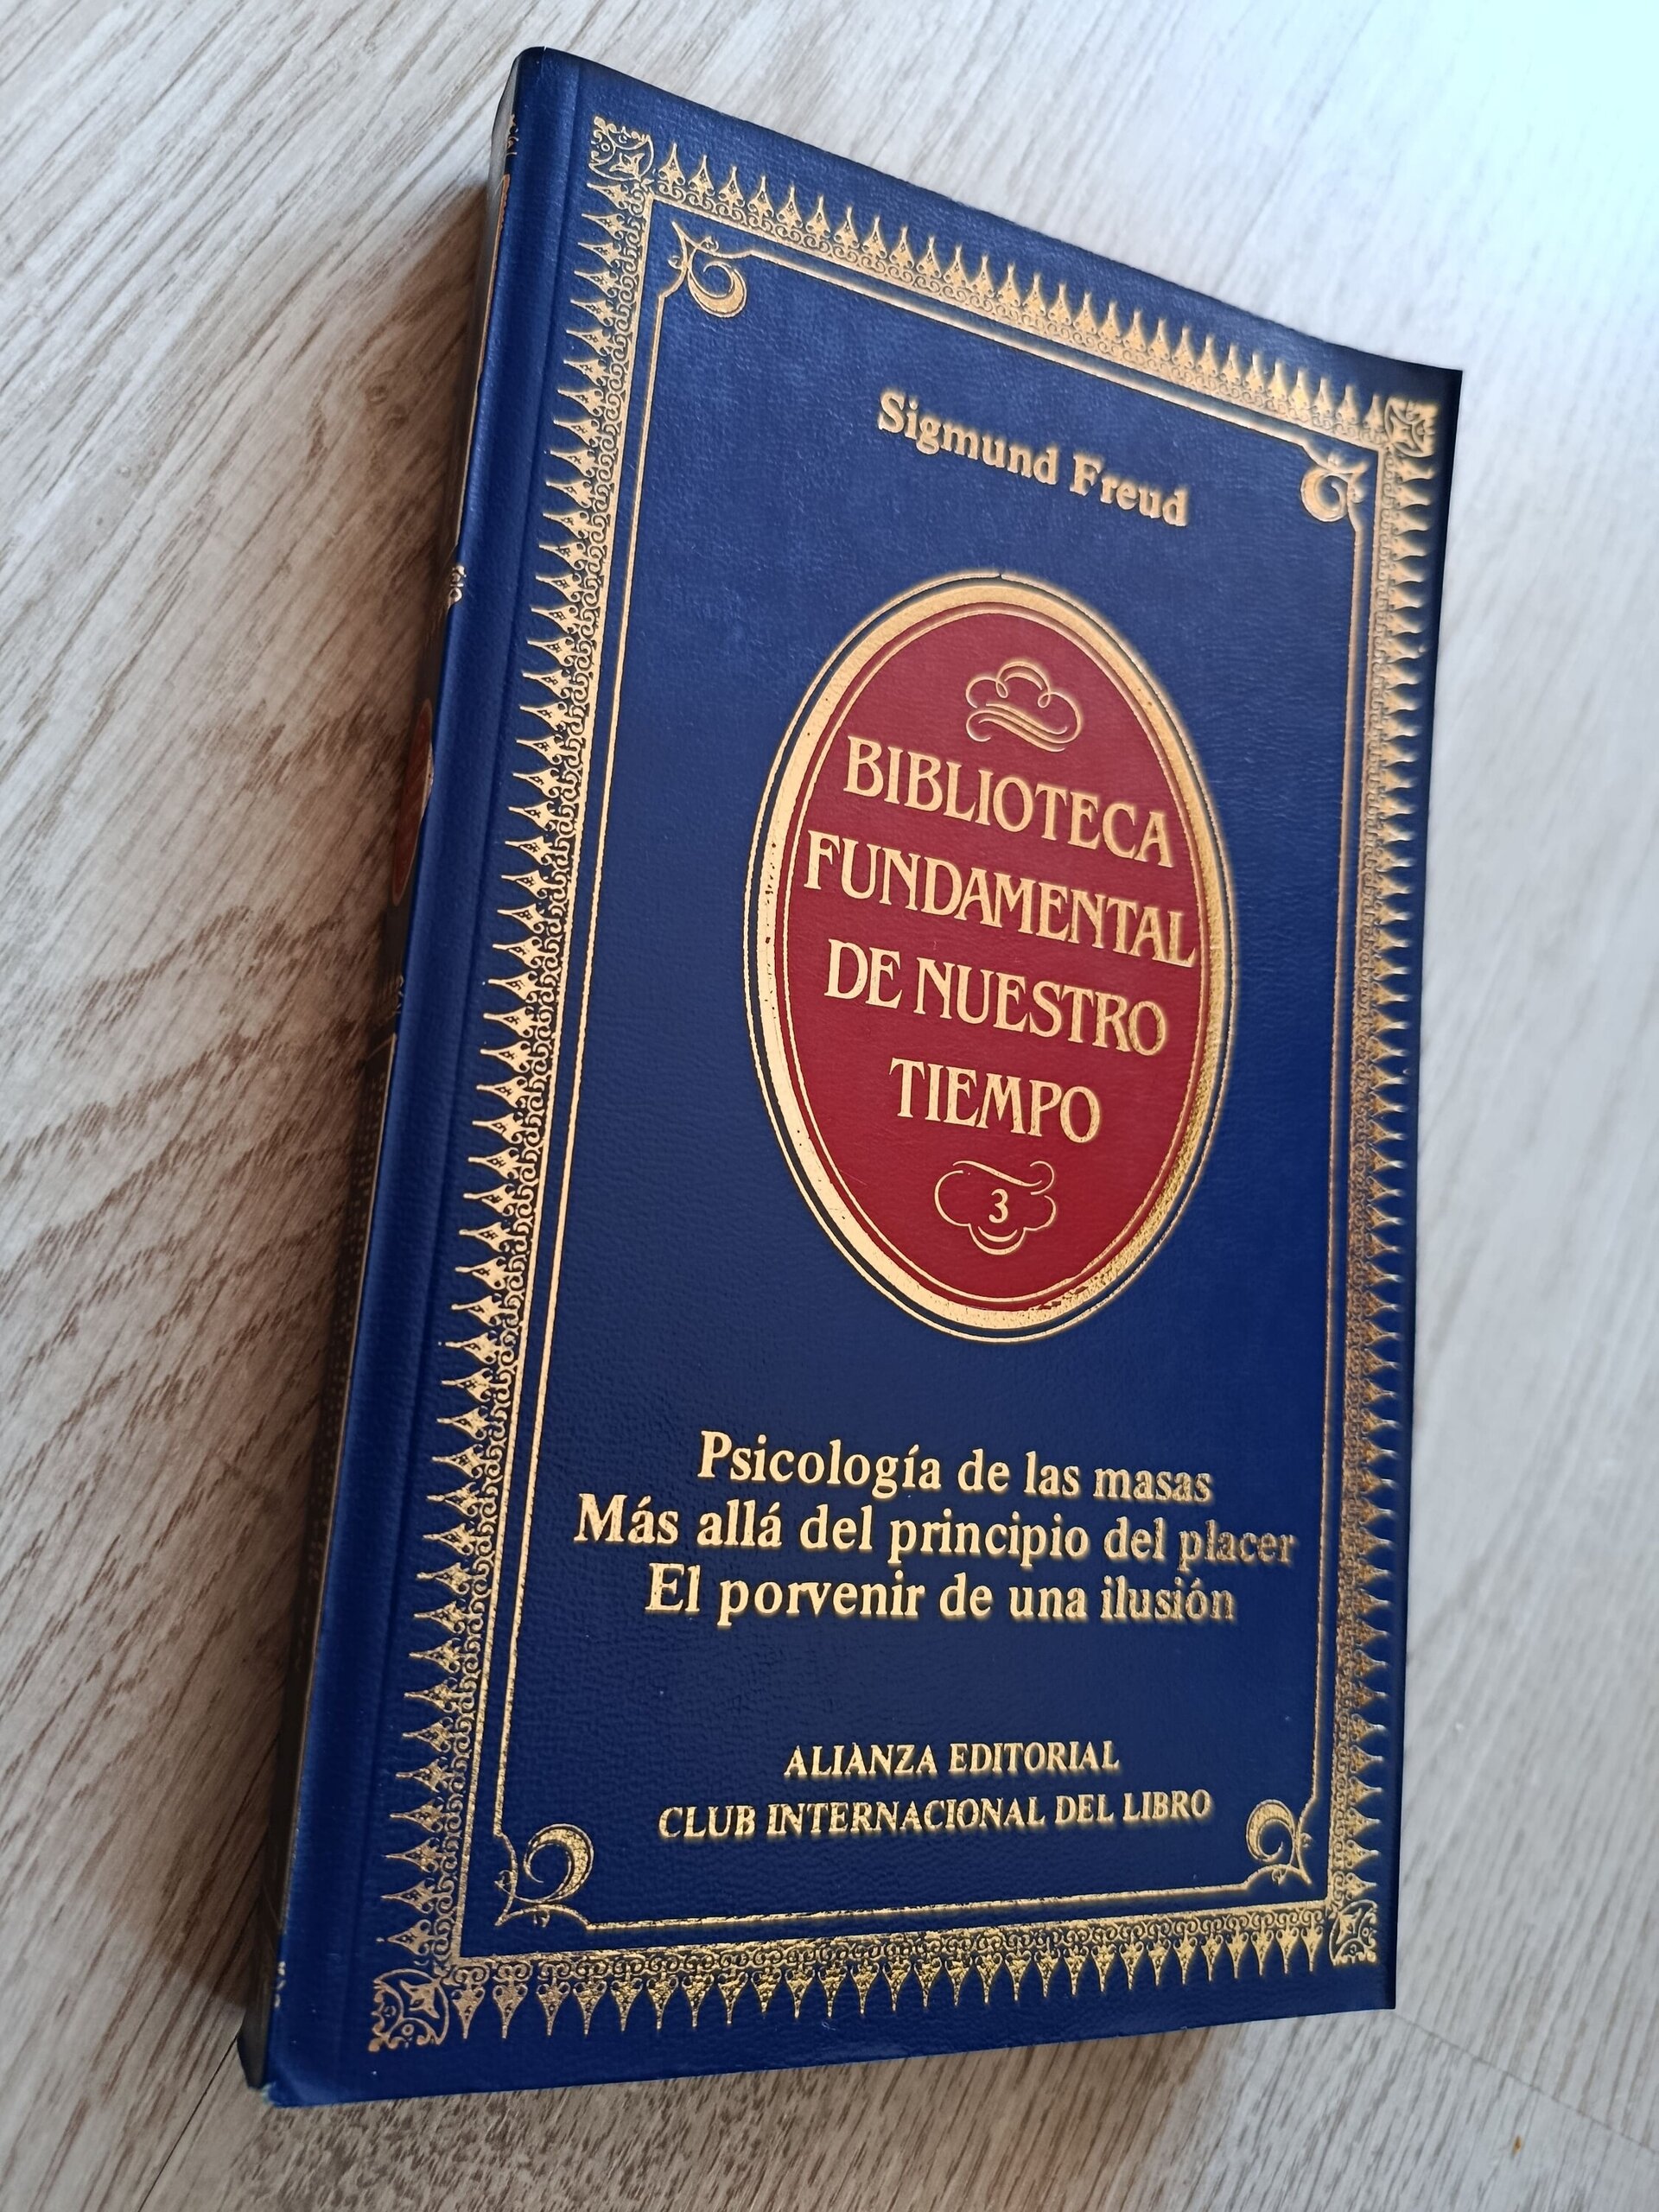 Sigmund Freud
BIBLIOTECA
FUNDAMENTAL
DE NUESTRO
TIEMPO
3
Psicología de las masas
Más allá del principio del placer
El porvenir de una ilusión
ALIANZA EDITORIAL
CLUB INTERNACIONAL DEL LIBRO